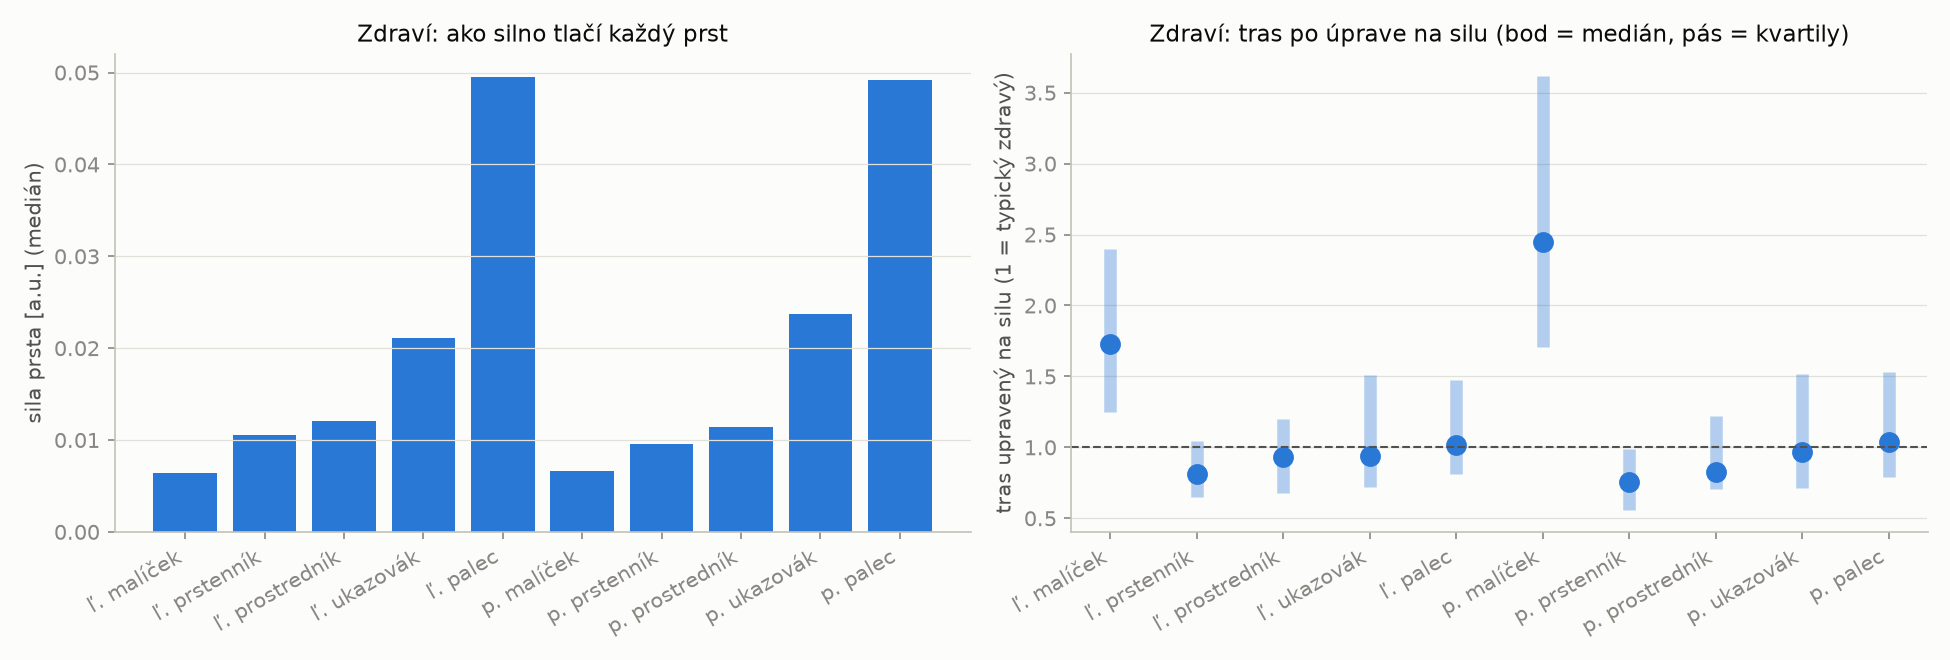 Zdraví: ako silno tlačí každý prst
sila prsta [a.u.] (medián)
0.05
0.04
0.03
0.02
0.01
0.00
ľ. malíček
ľ. prstenník
ľ. prostredník
ľ. ukazovák
ľ. palec
p. malíček
p. prstenník
p. prostredník
p. ukazovák
p. palec
Zdraví: tras po úprave na silu (bod = medián, pás = kvartily)
tras upravený na silu (1 = typický zdravý)
3.5
3.0
2.5
2.0
1.5
1.0
0.5
ľ. malíček
ľ. prstenník
ľ. prostredník
ľ. ukazovák
ľ. palec
p. malíček
p. prstenník
p. prostredník
p. ukazovák
p. palec